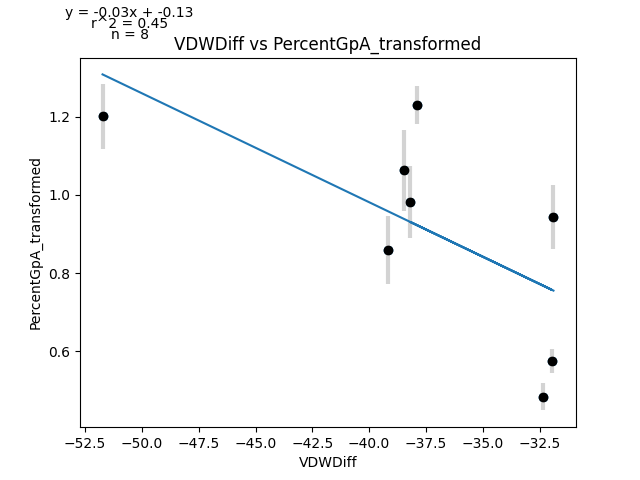 y = -0.03x + -0.13
r^2 = 0.45
n = 8
VDWDiff vs PercentGpA_transformed
PercentGpA_transformed
1.2
1.0
0.8
0.6
−52.5 −50.0 −47.5 −45.0 −42.5 −40.0 −37.5 −35.0 −32.5
VDWDiff